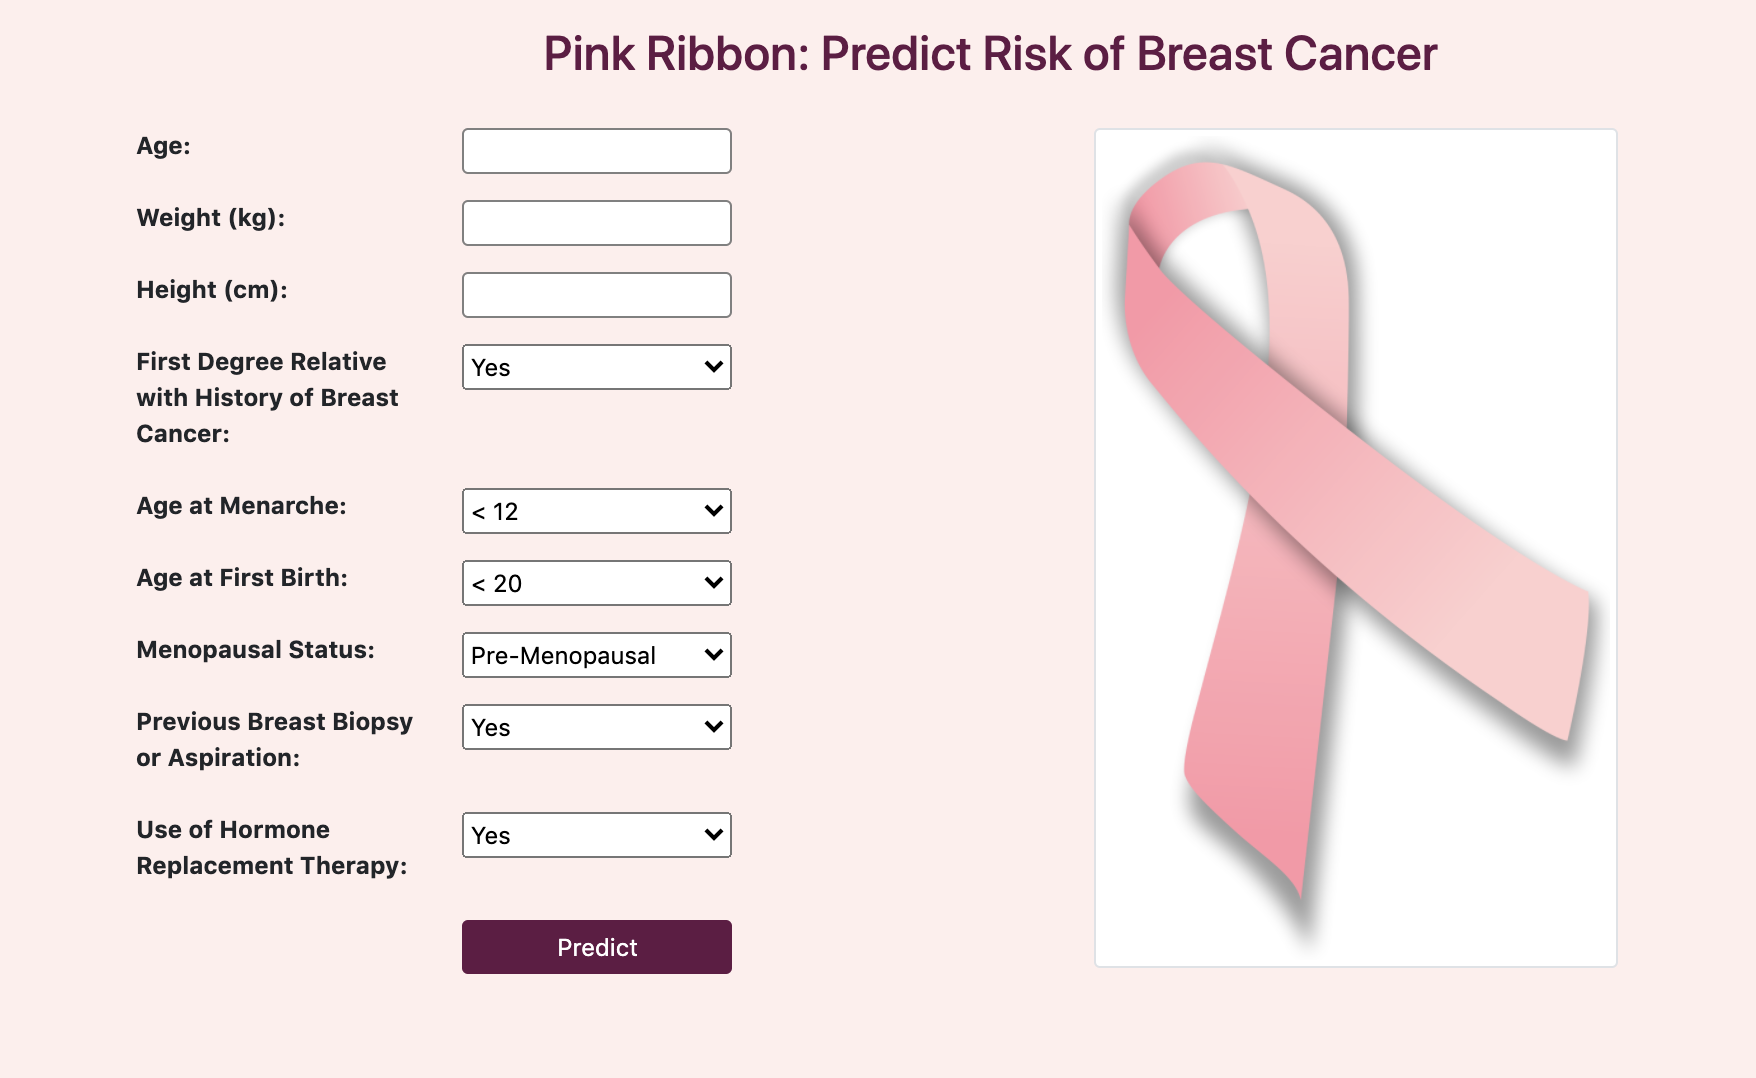 Pink Ribbon: Predict Risk of Breast Cancer
Age:
Weight (kg):
Height (cm):
First Degree Relative
with History of Breast
Cancer:
Yes
Age at Menarche:
< 12
Age at First Birth:
< 20
Menopausal Status:
Pre-Menopausal
Previous Breast Biopsy
or Aspiration:
Yes
Use of Hormone
Replacement Therapy:
Yes
Predict